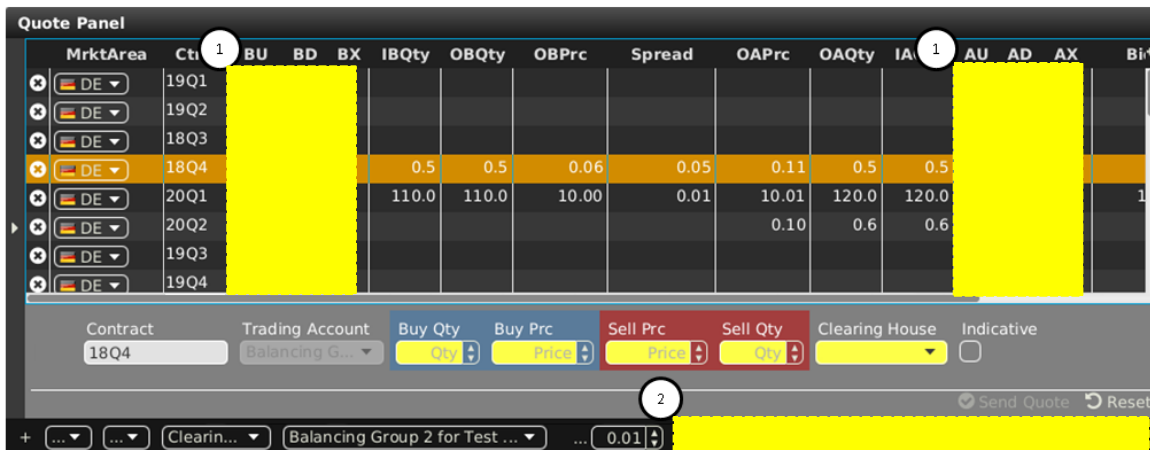 Quote Panel
MrktArea 1 BU BD BX IBQty OBQty OBPrc Spread OAPrc OAQty 1 AU AD AX
DE 19Q1
DE 19Q2
DE 18Q3
DE 18Q4 0.5 0.5 0.06 0.05 0.11 0.5 0.5
DE 20Q1 110.0 110.0 10.00 0.01 10.01 120.0 120.0 1
DE 20Q2 0.10 0.6 0.6
DE 19Q3
DE 19Q4
Contract Trading Account Buy Qty Buy Prc Sell Prc Sell Qty Clearing House Indicative
18Q4 Balancing G... Qty Price Price Qty
2
Send Quote Reset
+ ... ... Clearin... Balancing Group 2 for Test ... ... 0.01